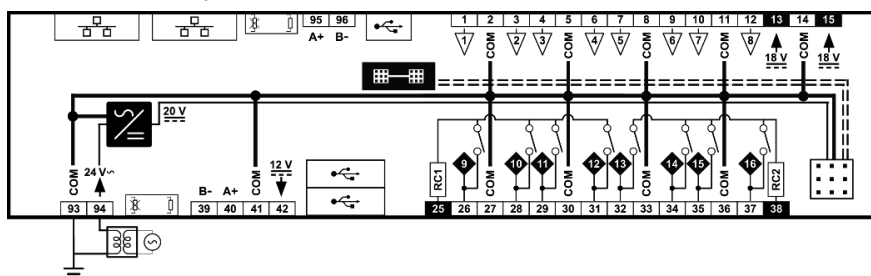 95 96 1 2 3 4 5 6 7 8 9 10 11 12 13 14 15
A+ B- 1 COM 2 3 COM 4 5 COM 6 7 COM 8 18 V COM 18 V
20 V
COM 24 V~ COM 12 V
B- A+
RC1 9 COM 10 11 COM 12 13 COM 14 15 COM 16 RC2
93 94 39 40 41 42 25 26 27 28 29 30 31 32 33 34 35 36 37 38